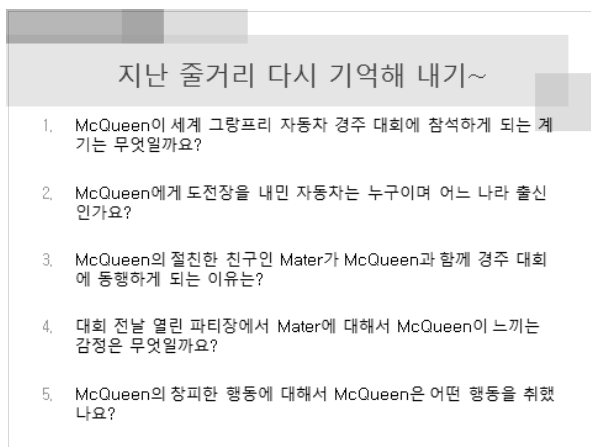 지난 줄거리 다시 기억해 내기~
1. McQueen이 세계 그랑프리 자동차 경주 대회에 참석하게 되는 계
기는 무엇일까요?
2. McQueen에게 도전장을 내민 자동차는 누구이며 어느 나라 출신
인가요?
3. McQueen의 절친한 친구인 Mater가 McQueen과 함께 경주 대회
에 동행하게 되는 이유는?
4. 대회 전날 열린 파티장에서 Mater에 대해서 McQueen이 느끼는
감정은 무엇일까요?
5. McQueen의 창피한 행동에 대해서 McQueen은 어떤 행동을 취했
나요?